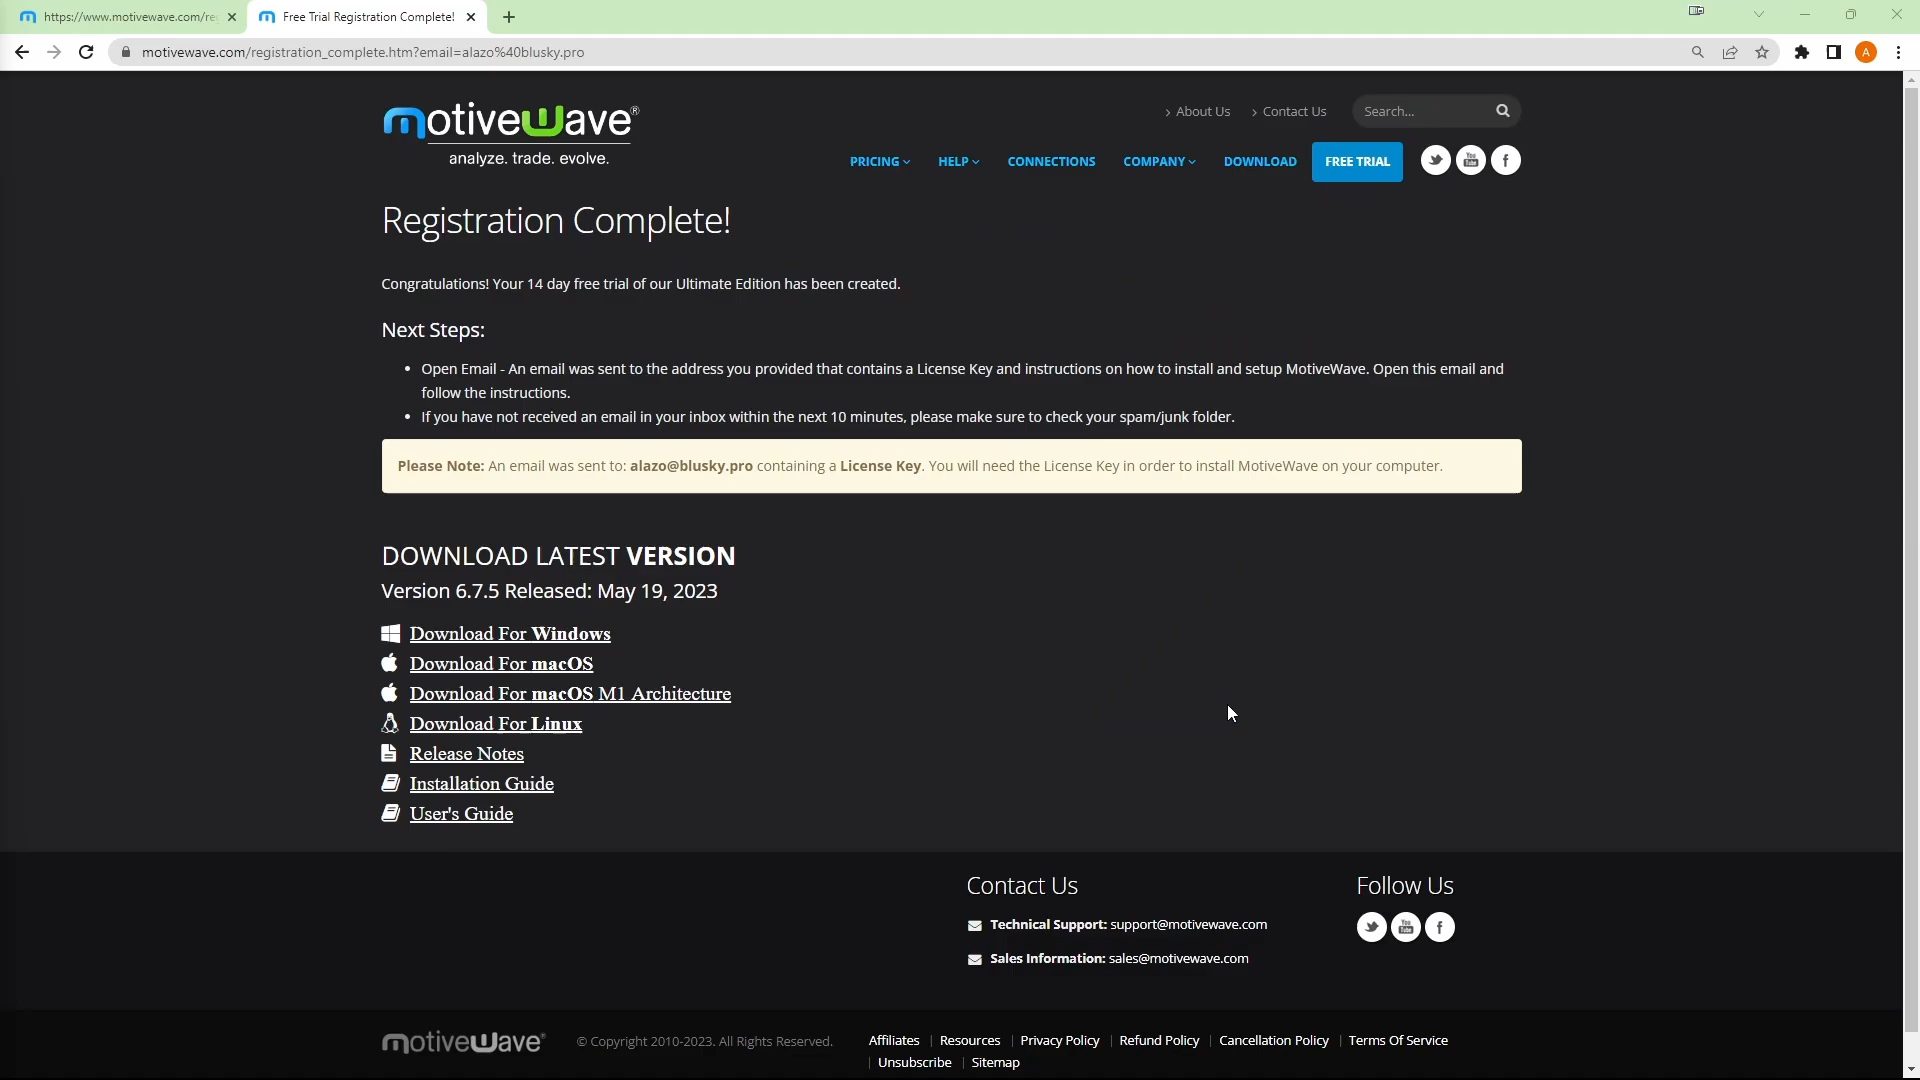 https://www.motivewave.com/re
Free Trial Registration Complete!
motivewave.com/registration_complete.htm?email=alazo%40blusky.pro
A
motivewave®
analyze. trade. evolve.
About Us
Contact Us
Search...
PRICING
HELP
CONNECTIONS
COMPANY
DOWNLOAD
FREE TRIAL
You Tube
f
Registration Complete!
Congratulations! Your 14 day free trial of our Ultimate Edition has been created.
Next Steps:
• Open Email - An email was sent to the address you provided that contains a License Key and instructions on how to install and setup MotiveWave. Open this email and
follow the instructions.
• If you have not received an email in your inbox within the next 10 minutes, please make sure to check your spam/junk folder.
Please Note: An email was sent to: alazo@blusky.pro containing a License Key. You will need the License Key in order to install MotiveWave on your computer.
DOWNLOAD LATEST VERSION
Version 6.7.5 Released: May 19, 2023
Download For Windows
Download For macOS
Download For macOS M1 Architecture
Download For Linux
Release Notes
Installation Guide
User's Guide
Contact Us
Technical Support: support@motivewave.com
Sales Information: sales@motivewave.com
Follow Us
You Tube
f
motivewave®
© Copyright 2010-2023. All Rights Reserved.
Affiliates | Resources | Privacy Policy | Refund Policy | Cancellation Policy | Terms Of Service
| Unsubscribe | Sitemap